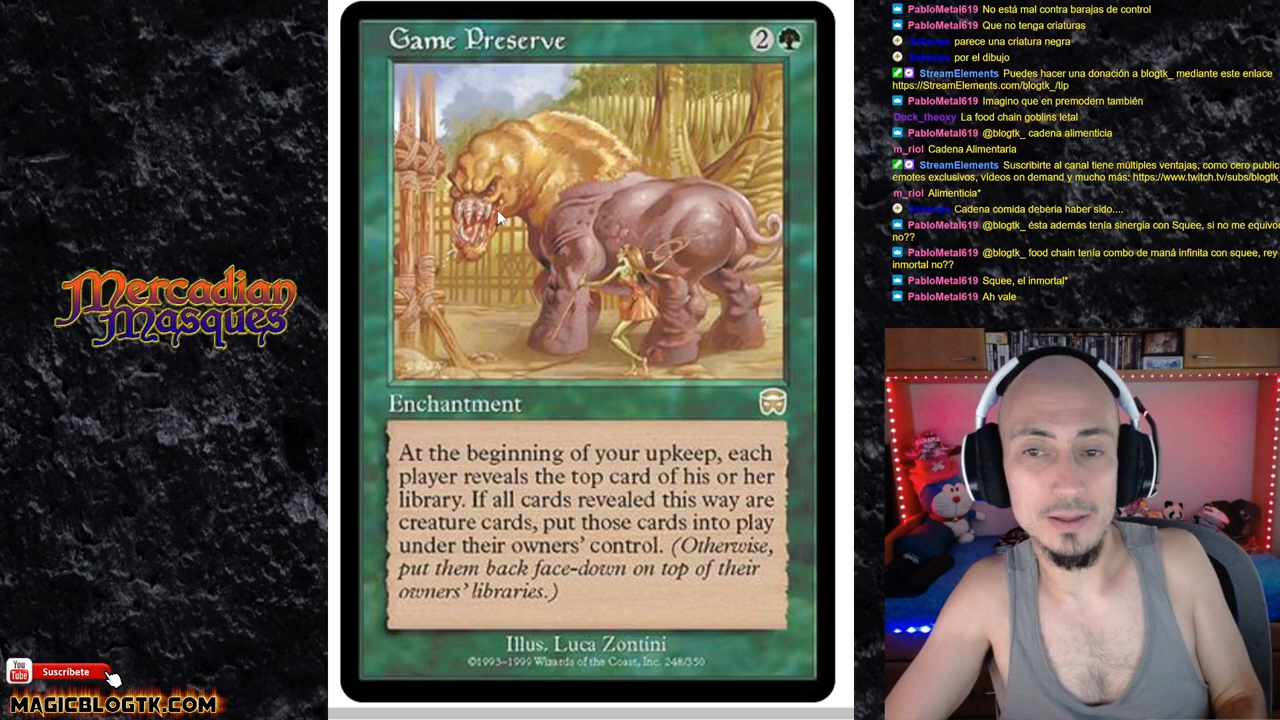 Mercadian
Masques
You
Tube
Suscríbete
MAGICBLOGTK.COM
Game Preserve
2
Enchantment
At the beginning of your upkeep, each
player reveals the top card of his or her
library. If all cards revealed this way are
creature cards, put those cards into play
under their owners' control. (Otherwise,
put them back face-down on top of their
owners' libraries.)
Illus. Luca Zontini
©1993–1999 Wizards of the Coast, Inc. 248/350
PabloMetal619 No está mal contra barajas de control
PabloMetal619 Que no tenga criaturas
parece una criatura negra
por el dibujo
StreamElements Puedes hacer una donación a blogtk_ mediante este enlace
https://StreamElements.com/blogtk_/tip
PabloMetal619 Imagino que en premodern también
Dock_theoxy La food chain goblins letal
PabloMetal619 @blogtk_ cadena alimenticia
m_riol Cadena Alimentaria
StreamElements Suscribirte al canal tiene múltiples ventajas, como cero public
emotes exclusivos, vídeos on demand y mucho más: https://www.twitch.tv/subs/blogtk
m_riol Alimenticia*
Cadena comida deberia haber sido....
PabloMetal619 @blogtk_ ésta además tenía sinergia con Squee, si no me equivoc
no??
PabloMetal619 @blogtk_ food chain tenía combo de maná infinita con squee, rey
inmortal no??
PabloMetal619 Squee, el inmortal*
PabloMetal619 Ah vale